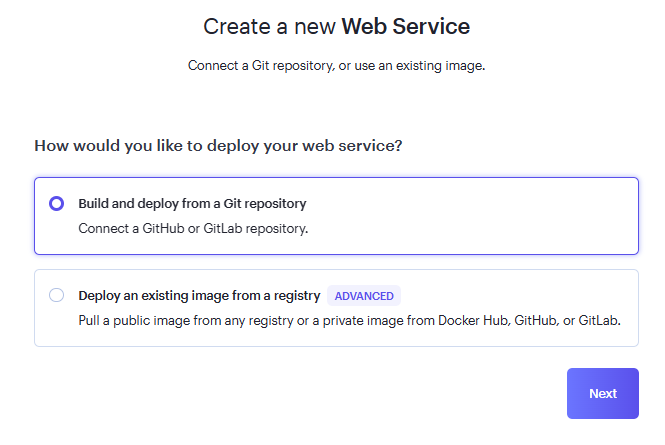 Create a new Web Service
Connect a Git repository, or use an existing image.
How would you like to deploy your web service?
Build and deploy from a Git repository
Connect a GitHub or GitLab repository.
Deploy an existing image from a registry ADVANCED
Pull a public image from any registry or a private image from Docker Hub, GitHub, or GitLab.
Next